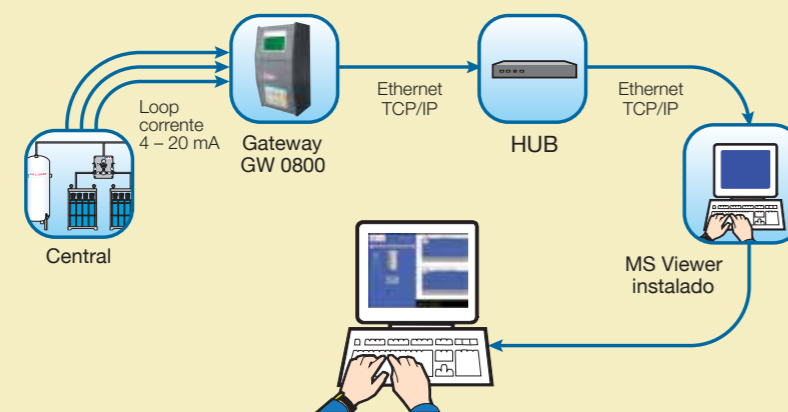 Loop
corrente
4 – 20 mA
Central
Gateway
GW 0800
Ethernet
TCP/IP
HUB
Ethernet
TCP/IP
MS Viewer
instalado